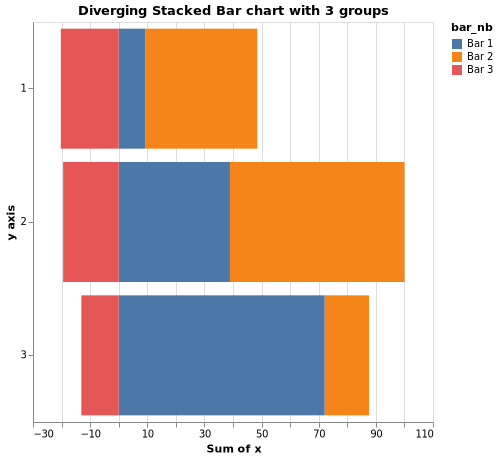 Diverging Stacked Bar chart with 3 groups
bar_nb
Bar 1
Bar 2
Bar 3
y axis
1
2
3
−30 −10 10 30 50 70 90 110
Sum of x